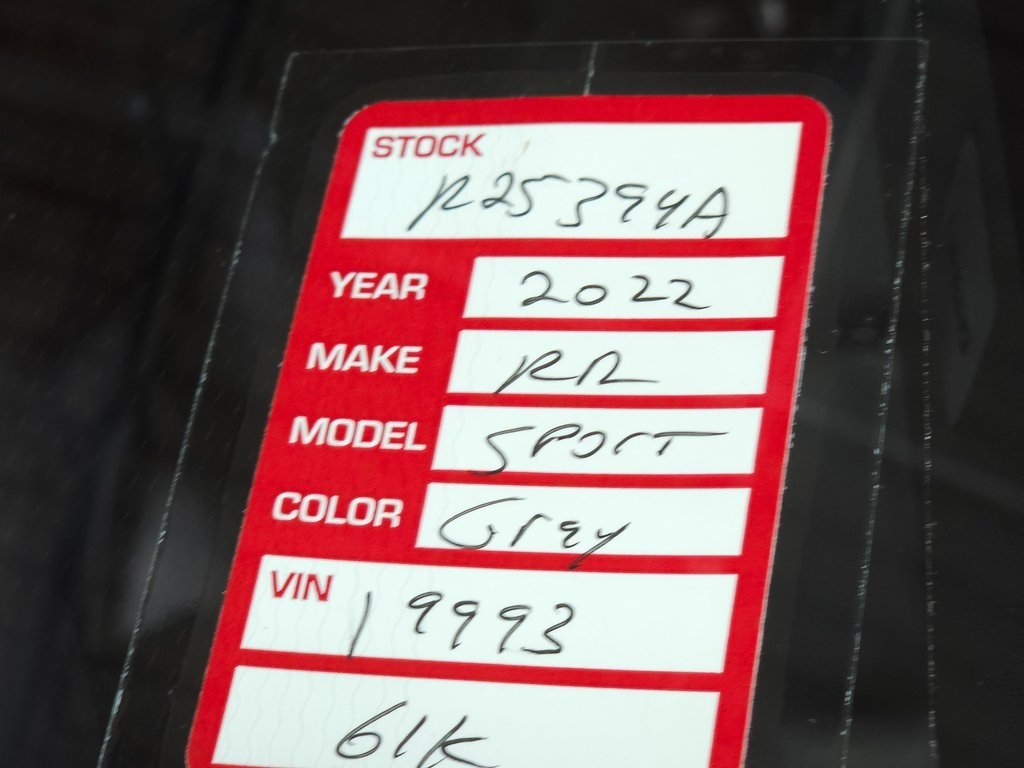 STOCK
R25394A
YEAR 2022
MAKE RR
MODEL SPORT
COLOR Grey
VIN 19993
61K